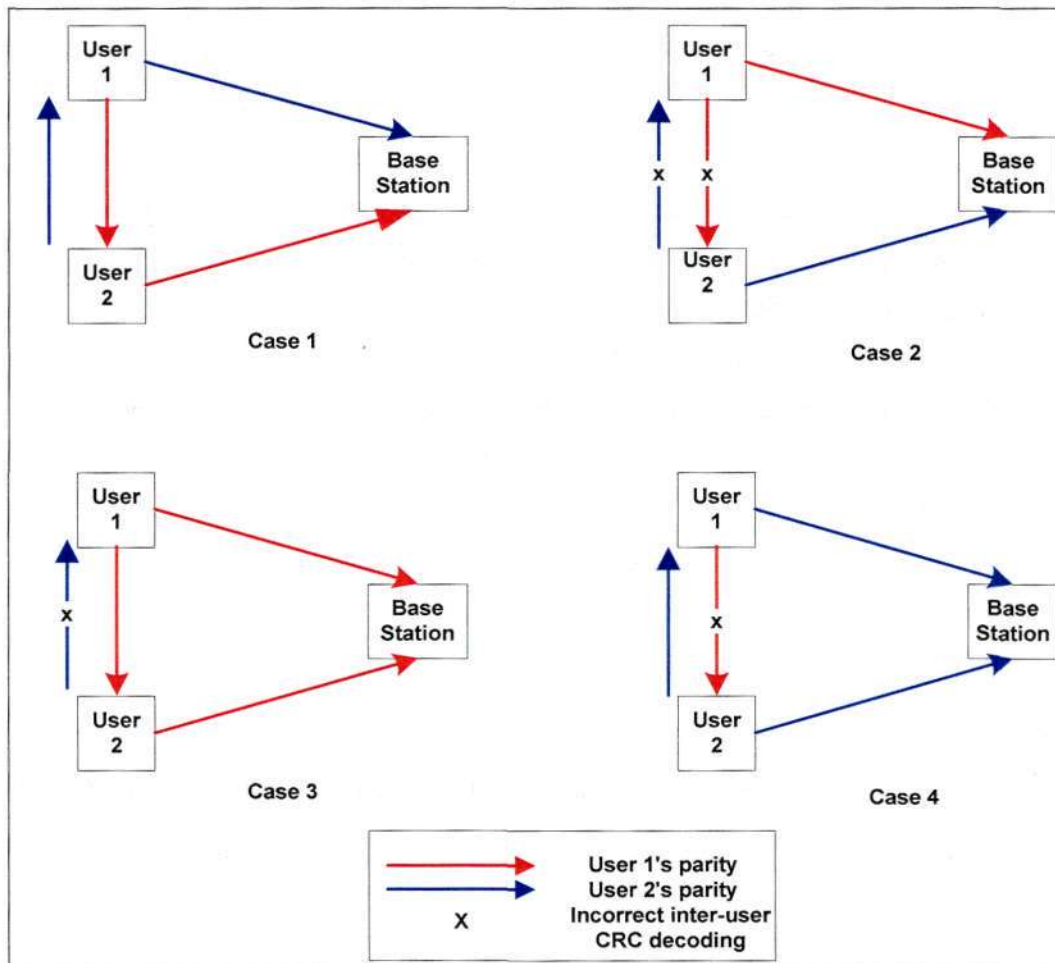 User
1
Base
Station
User
2
Case 1
User
1
x
x
Base
Station
User
2
Case 2
User
1
x
Base
Station
User
2
Case 3
User
1
x
Base
Station
User
2
Case 4
User 1's parity
User 2's parity
X
Incorrect inter-user
CRC decoding